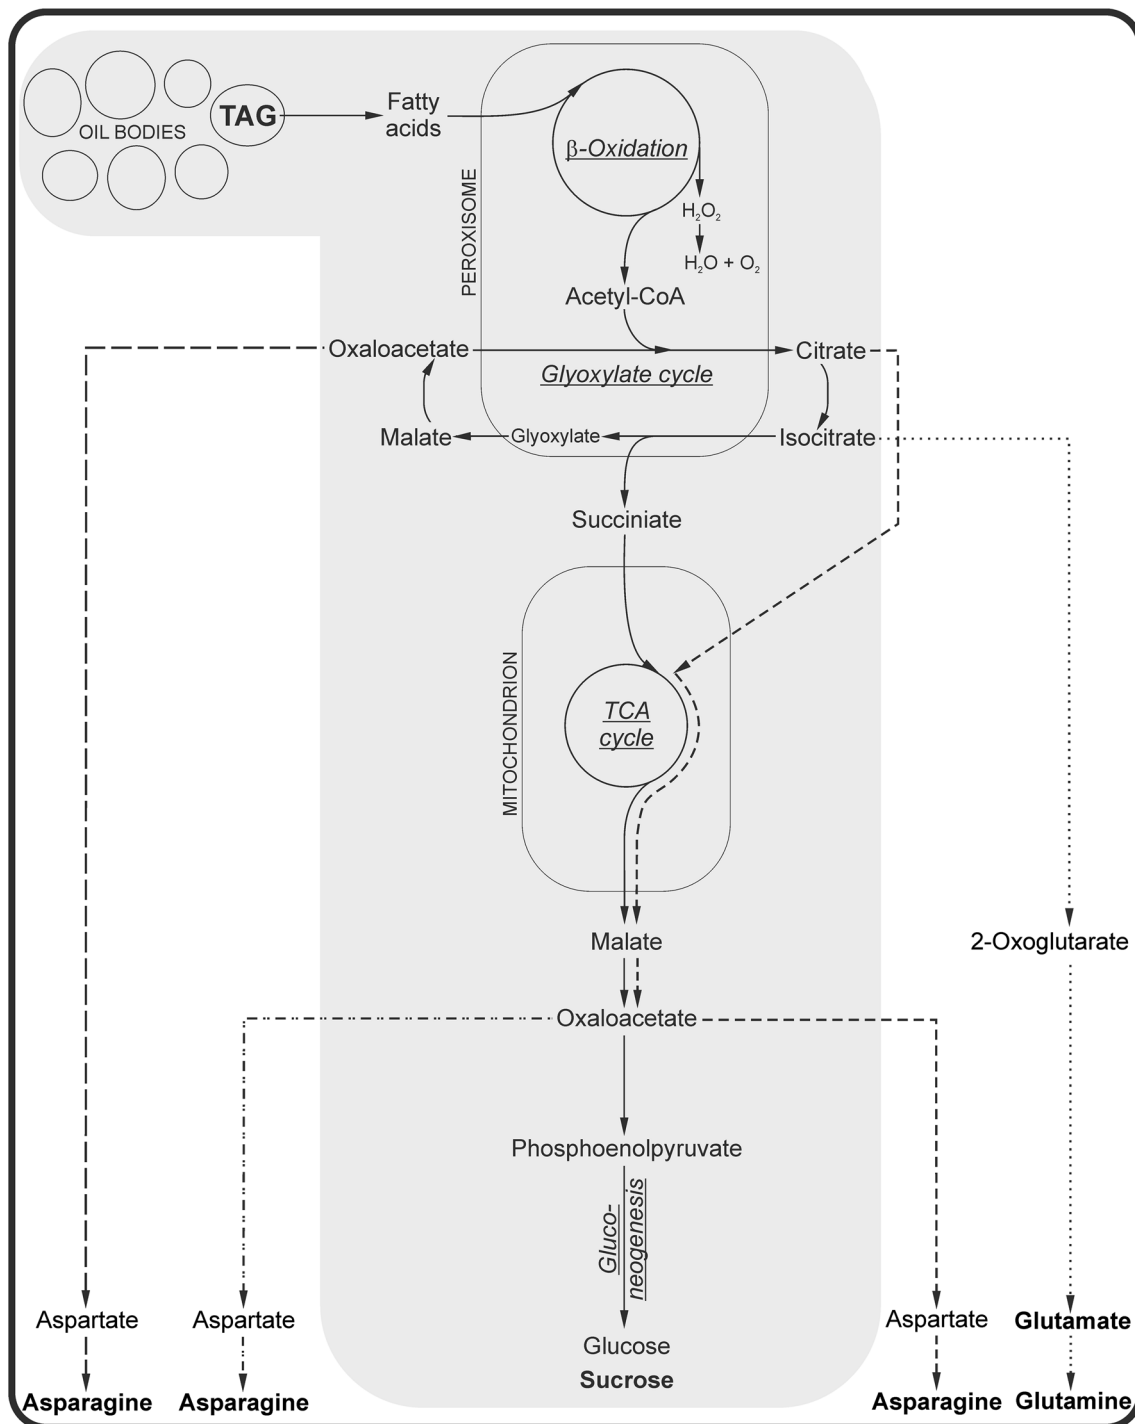 TAG
OIL BODIES
Fatty
acids
PEROXISOME
β-Oxidation
H₂O₂
H₂O + O₂
Acetyl-CoA
Oxaloacetate
Citrate
Glyoxylate cycle
Malate
Glyoxylate
Isocitrate
Succiniate
MITOCHONDRION
TCA
cycle
Malate
2-Oxoglutarate
Oxaloacetate
Phosphoenolpyruvate
Gluco-
neogenesis
Aspartate
Aspartate
Aspartate
Glutamate
Glucose
Sucrose
Asparagine
Asparagine
Asparagine
Glutamine